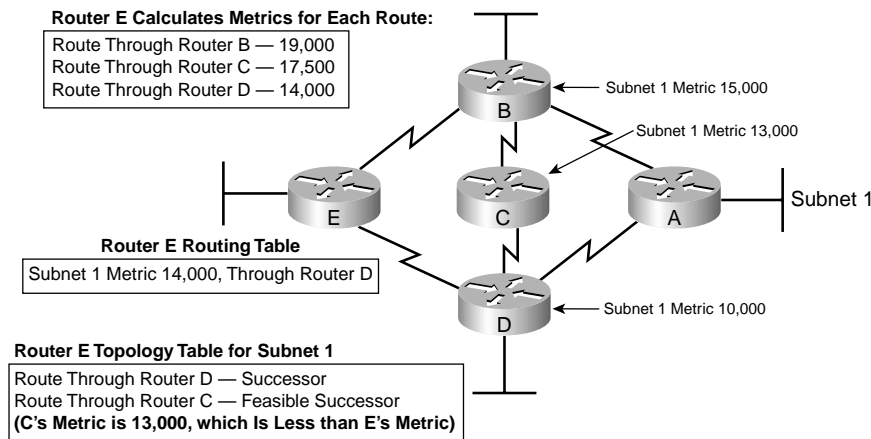 Router E Calculates Metrics for Each Route:
Route Through Router B — 19,000
Route Through Router C — 17,500
Route Through Router D — 14,000
B
Subnet 1 Metric 15,000
Subnet 1 Metric 13,000
E
C
A
Subnet 1
Router E Routing Table
Subnet 1 Metric 14,000, Through Router D
D
Subnet 1 Metric 10,000
Router E Topology Table for Subnet 1
Route Through Router D — Successor
Route Through Router C — Feasible Successor
(C’s Metric is 13,000, which Is Less than E’s Metric)